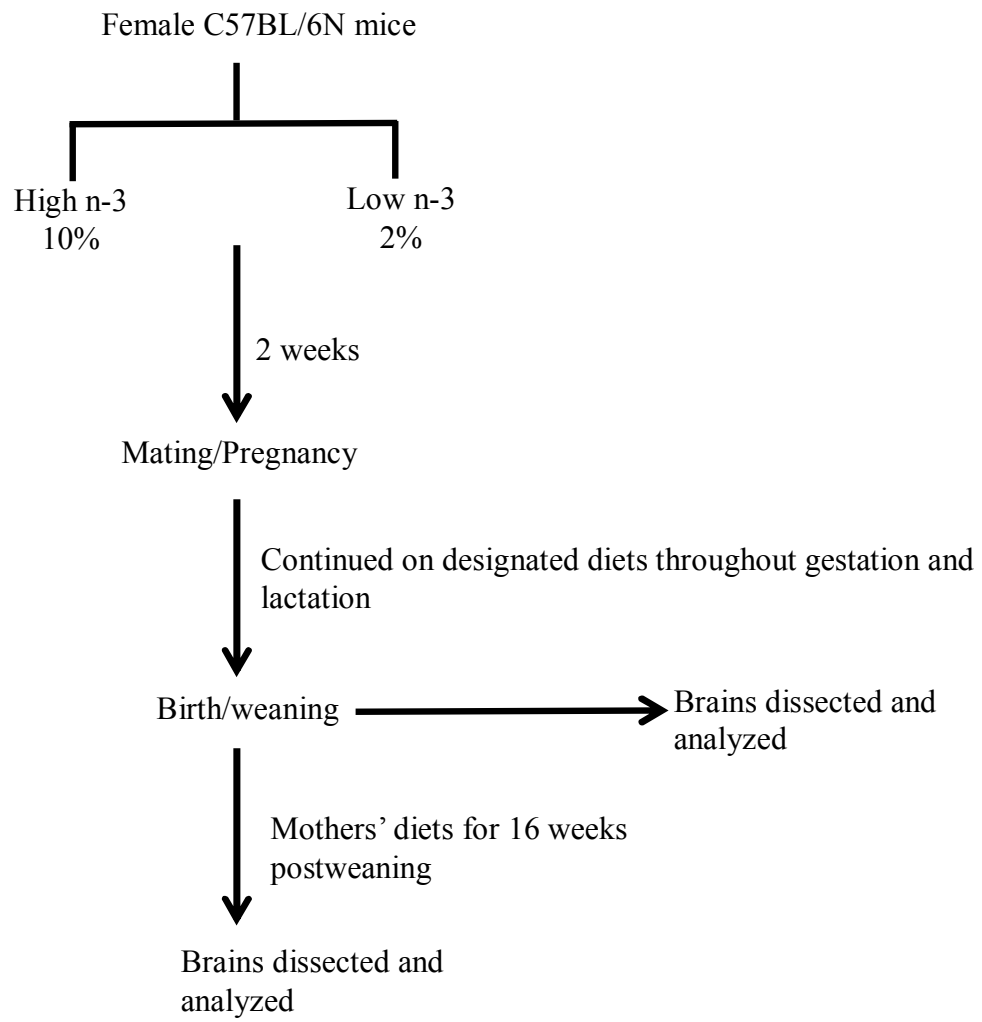 Female C57BL/6N mice
High n-3
10%
Low n-3
2%
2 weeks
Mating/Pregnancy
Continued on designated diets throughout gestation and
lactation
Birth/weaning
Brains dissected and
analyzed
Mothers’ diets for 16 weeks
postweaning
Brains dissected and
analyzed